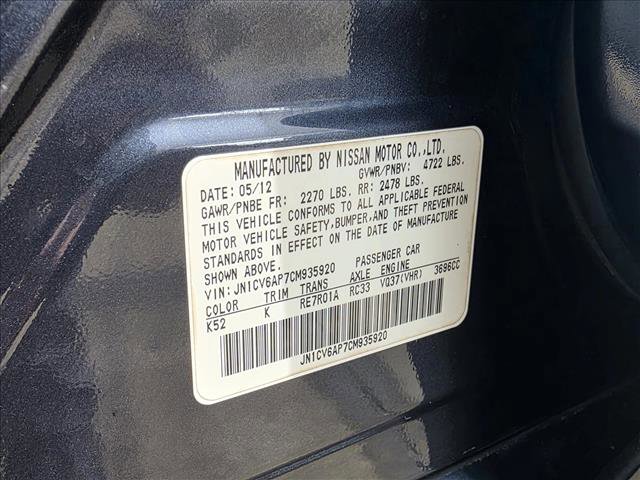 MANUFACTURED BY NISSAN MOTOR CO.,LTD.
DATE: 05/12 GVWR/PNBV: 4722 LBS.
GAWR/PNBE FR: 2270 LBS. RR: 2478 LBS.
THIS VEHICLE CONFORMS TO ALL APPLICABLE FEDERAL
MOTOR VEHICLE SAFETY, BUMPER, AND THEFT PREVENTION
STANDARDS IN EFFECT ON THE DATE OF MANUFACTURE
SHOWN ABOVE.
VIN: JN1CV6AP7CM935920 PASSENGER CAR
COLOR TRIM TRANS AXLE ENGINE
K52 K RE7R01A RC33 VQ37(VHR) 3696CC
JN1CV6AP7CM935920